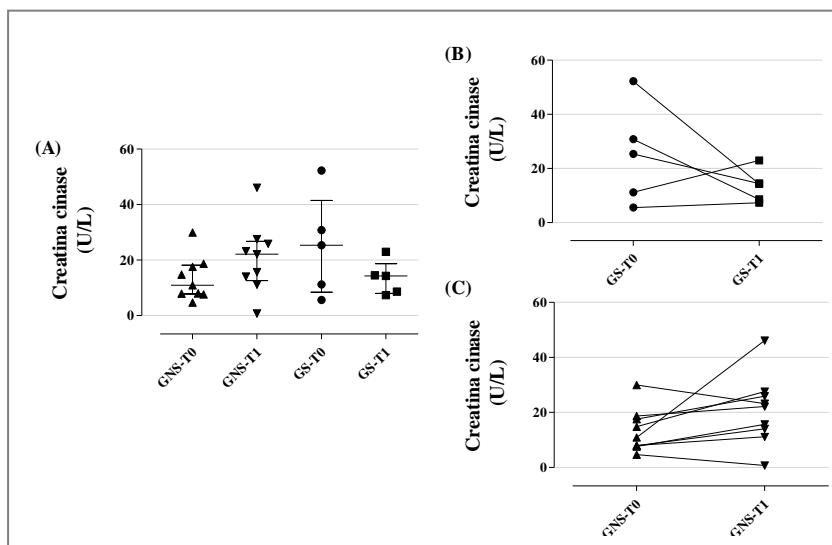 (A)
Creatina cinase
(U/L)
60
40
20
0
GNS-T0
GNS-T1
GS-T0
GS-T1
(B)
Creatina cinase
(U/L)
60
40
20
0
GS-T0
GS-T1
(C)
Creatina cinase
(U/L)
60
40
20
0
GNS-T0
GNS-T1